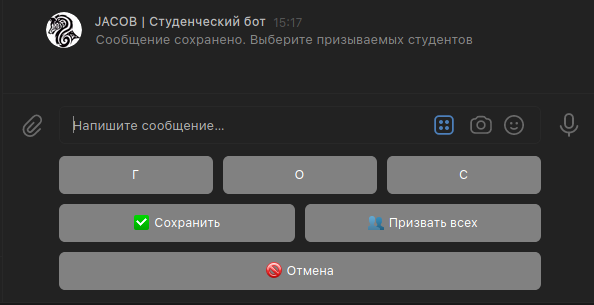 JACOB | Студенческий бот 15:17
Сообщение сохранено. Выберите призываемых студентов
Напишите сообщение...
Г О С
✅ Сохранить 👥 Призвать всех
🚫 Отмена